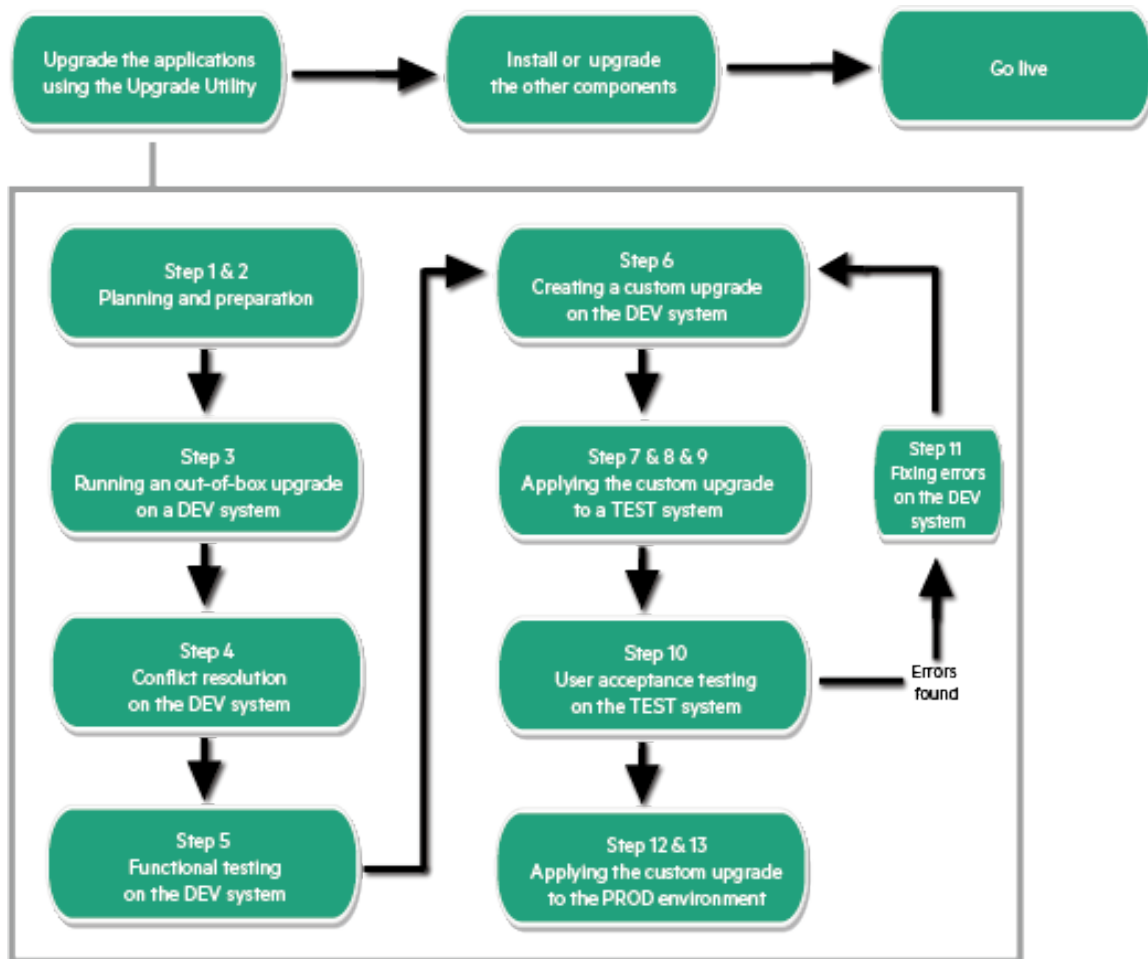 Upgrade the applications
using the Upgrade Utility
Install or upgrade
the other components
Go live
Step 1 & 2
Planning and preparation
Step 3
Running an out-of-box upgrade
on a DEV system
Step 4
Conflict resolution
on the DEV system
Step 5
Functional testing
on the DEV system
Step 6
Creating a custom upgrade
on the DEV system
Step 7 & 8 & 9
Applying the custom upgrade
to a TEST system
Step 10
User acceptance testing
on the TEST system
Errors
found
Step 11
Fixing errors
on the DEV
system
Step 12 & 13
Applying the custom upgrade
to the PROD environment